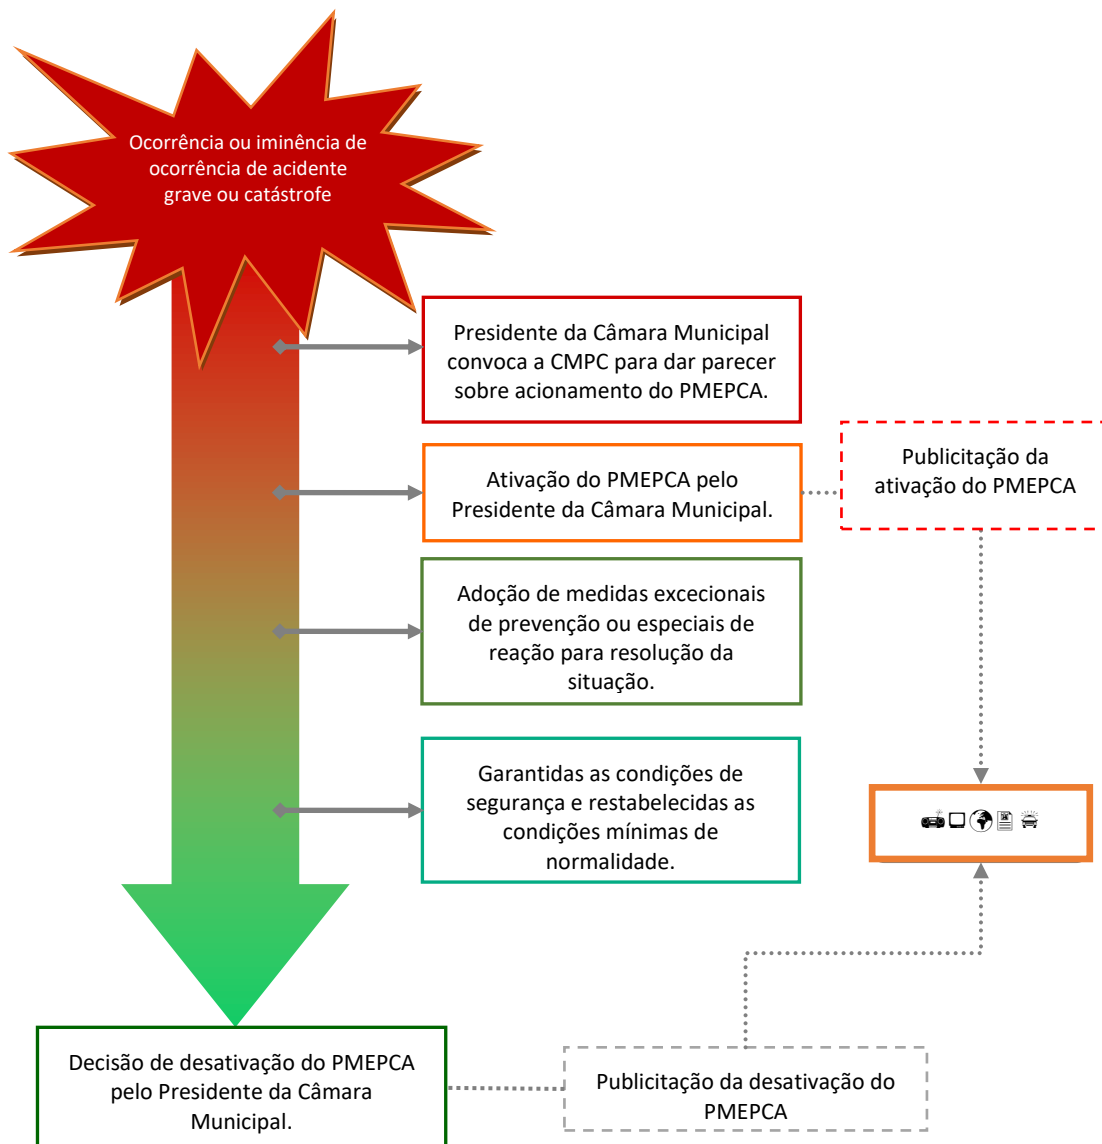 Ocorrência ou iminência de
ocorrência de acidente
grave ou catástrofe
Presidente da Câmara Municipal
convoca a CMPC para dar parecer
sobre acionamento do PMEPCA.
Ativação do PMEPCA pelo
Presidente da Câmara Municipal.
Publicitação da
ativação do PMEPCA
Adoção de medidas excecionais
de prevenção ou especiais de
reação para resolução da
situação.
Garantidas as condições de
segurança e restabelecidas as
condições mínimas de
normalidade.
Decisão de desativação do PMEPCA
pelo Presidente da Câmara
Municipal.
Publicitação da desativação do
PMEPCA